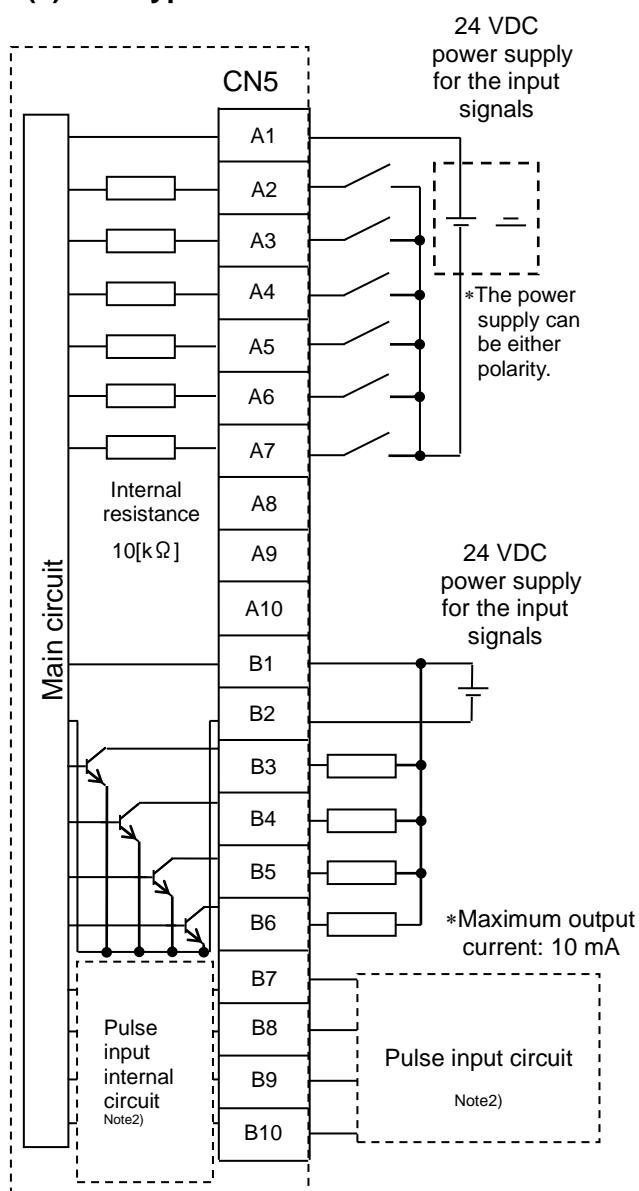 24 VDC
power supply
for the input
signals
CN5
A1
A2
A3
A4
A5
A6
A7
A8
A9
A10
B1
B2
B3
B4
B5
B6
B7
B8
B9
B10
*The power
supply can
be either
polarity.
Internal
resistance
10[kΩ]
Main circuit
24 VDC
power supply
for the input
signals
*Maximum output
current: 10 mA
Pulse
input
internal
circuit
Note2)
Pulse input circuit
Note2)